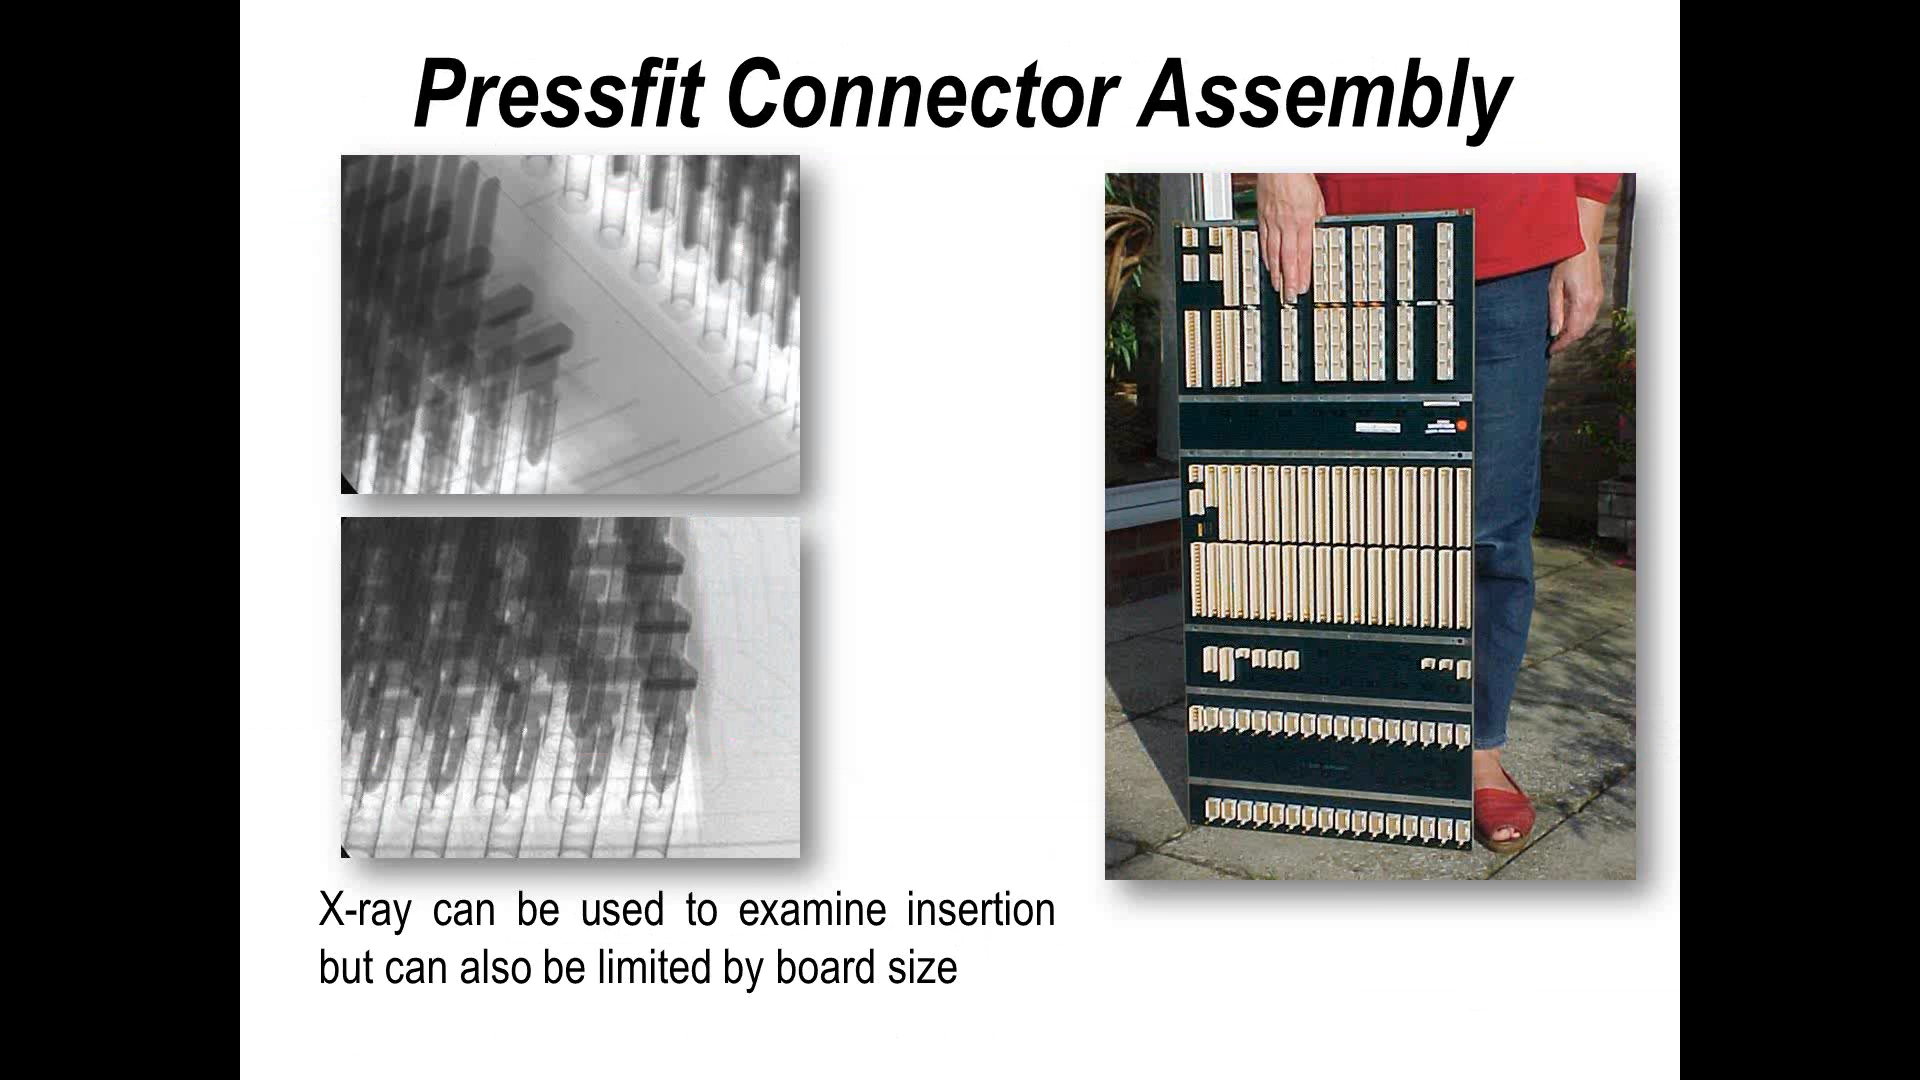 Pressfit Connector Assembly
X-ray can be used to examine insertion
but can also be limited by board size